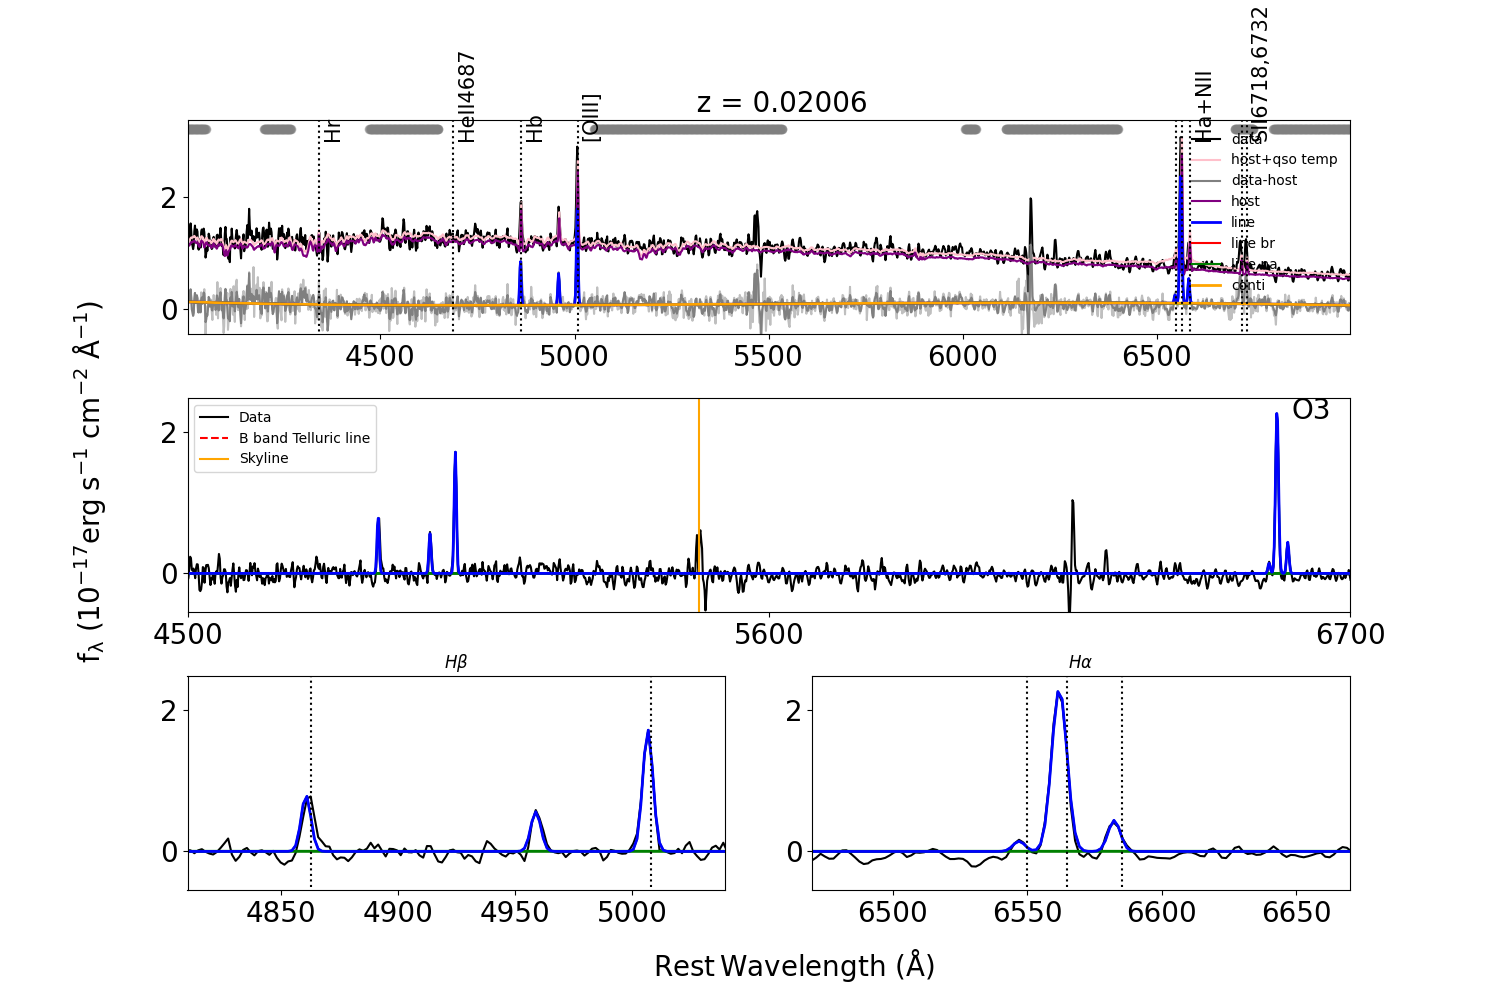 z = 0.02006
Hr
HeII4687
Hb
[OIII]
Ha+NII
SII6718,6732
data
host+qso temp
data-host
host
line
line br
line na
conti
2
0
4500
5000
5500
6000
6500
f_λ (10^−17 erg s^−1 cm^−2 Å^−1)
Data
B band Telluric line
Skyline
O3
2
0
4500
5600
6700
Hβ
2
0
4850
4900
4950
5000
Hα
2
0
6500
6550
6600
6650
Rest Wavelength (Å)